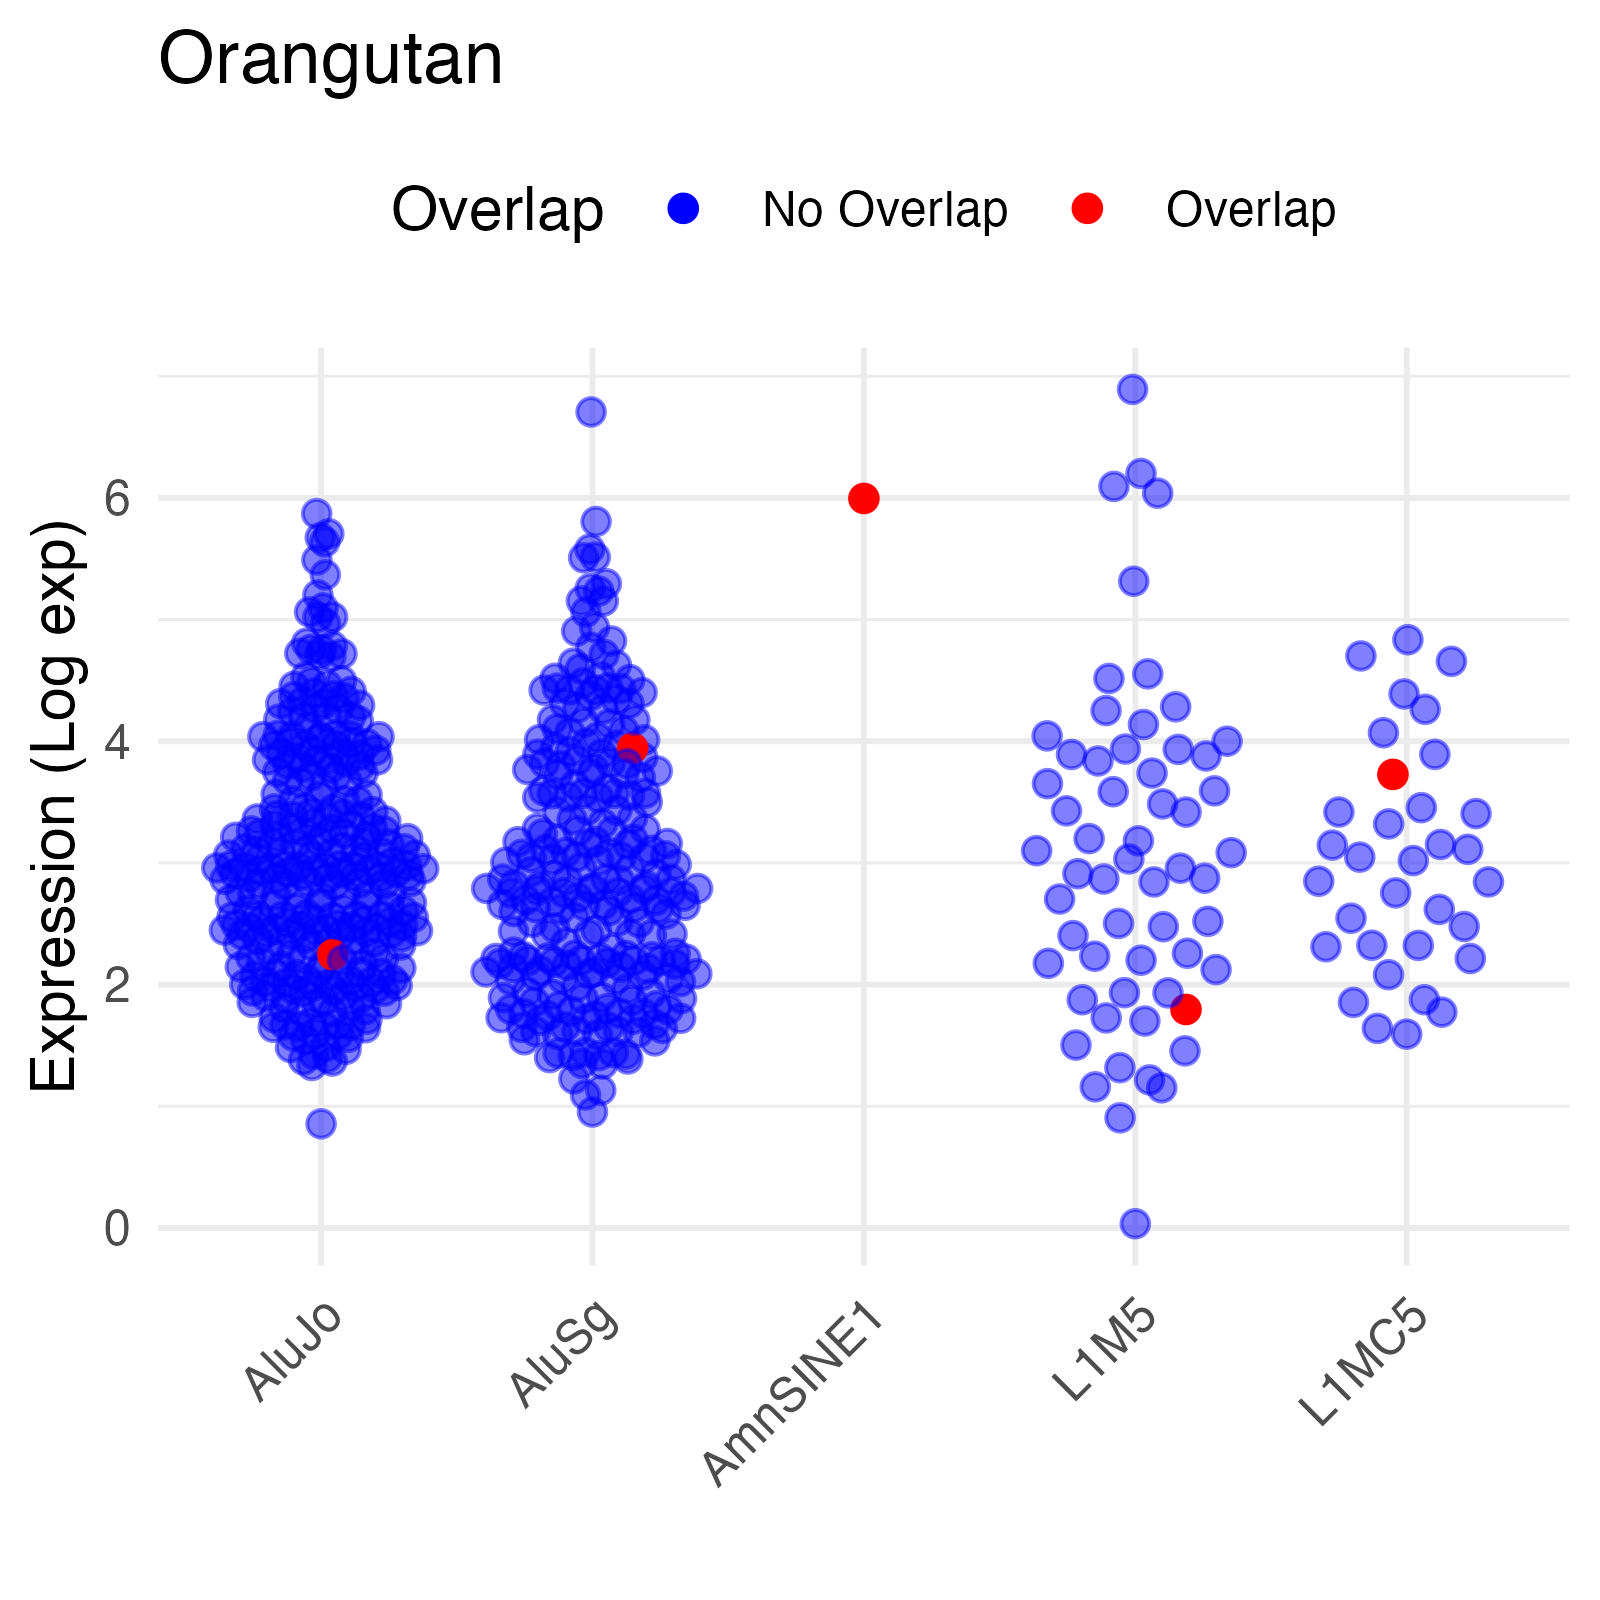 Orangutan
Overlap No Overlap Overlap
Expression (Log exp)
6
4
2
0
AluJo
AluSg
AmnSINE1
L1M5
L1MC5